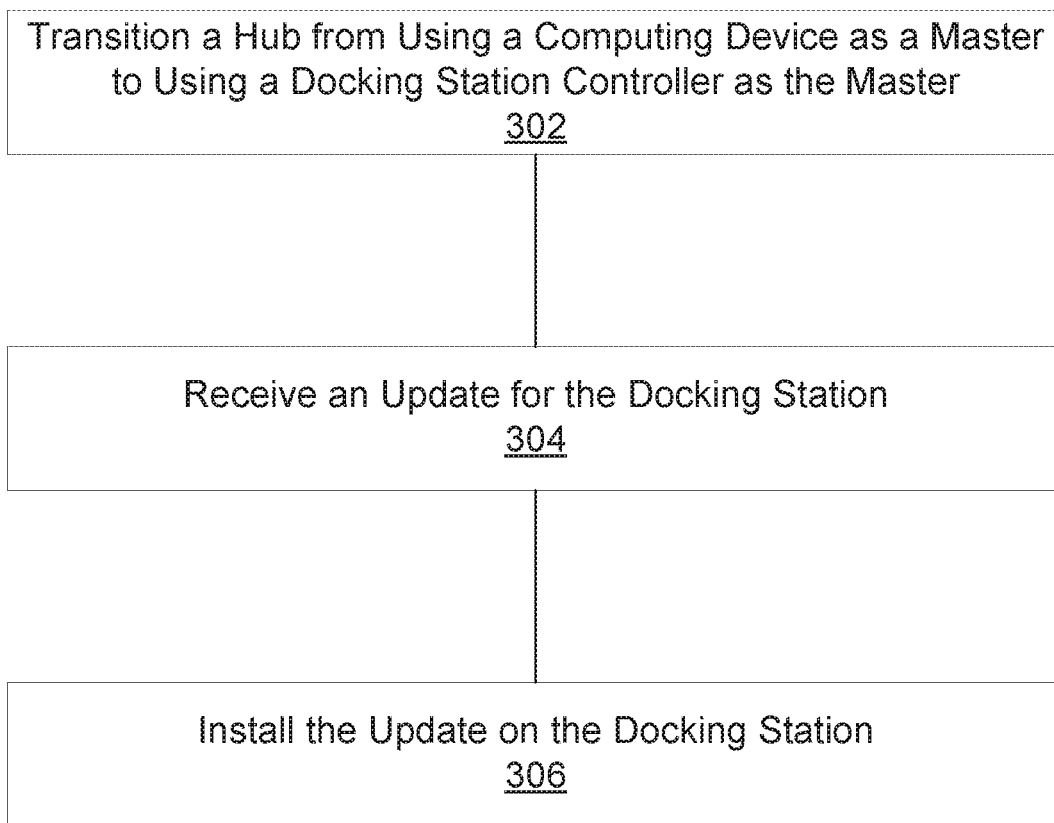 Transition a Hub from Using a Computing Device as a Master
to Using a Docking Station Controller as the Master
302
Receive an Update for the Docking Station
304
Install the Update on the Docking Station
306